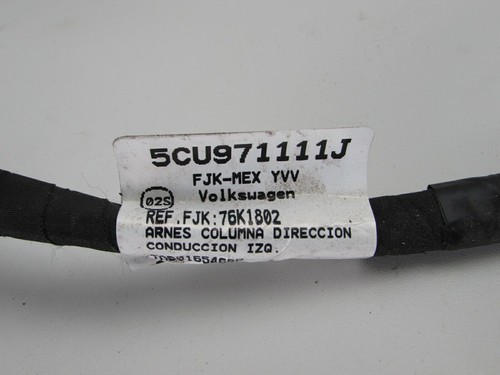 5CU971111J
FJK-MEX YVV
Volkswagen
02S
REF.FJK:76K1802
ARNES COLUMNA DIRECCION
CONDUCCION IZQ.